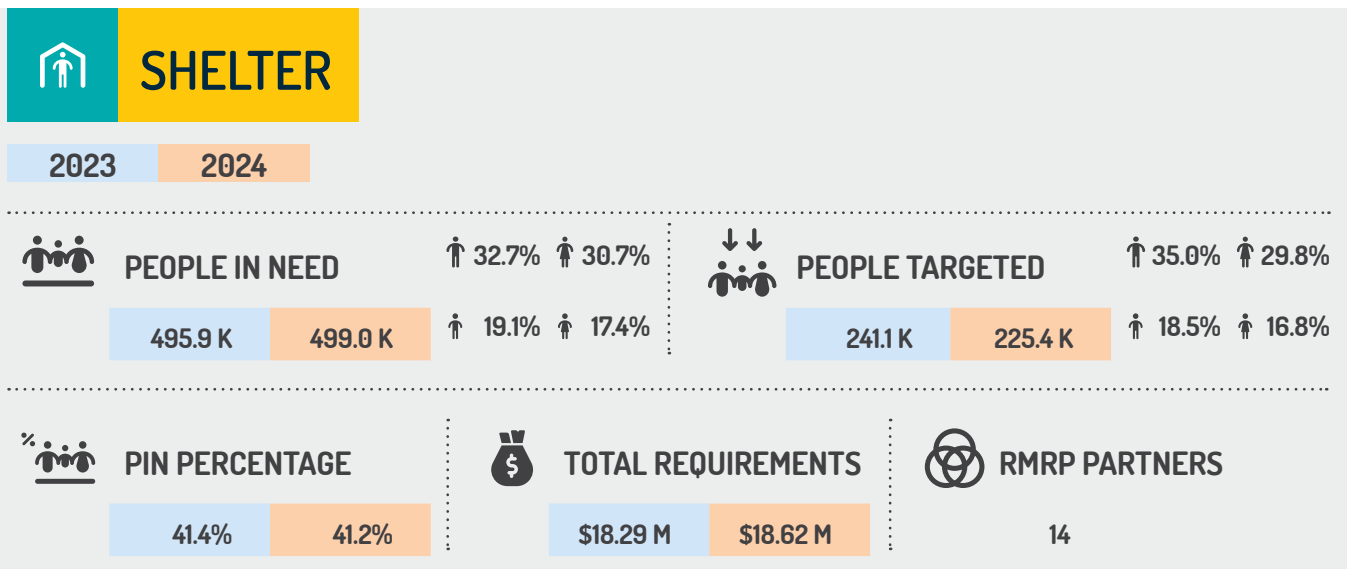 SHELTER
2023 2024
PEOPLE IN NEED
32.7% 30.7%
495.9 K 499.0 K
19.1% 17.4%
PEOPLE TARGETED
35.0% 29.8%
241.1 K 225.4 K
18.5% 16.8%
% PIN PERCENTAGE
41.4% 41.2%
$ TOTAL REQUIREMENTS
$18.29 M $18.62 M
RMRP PARTNERS
14